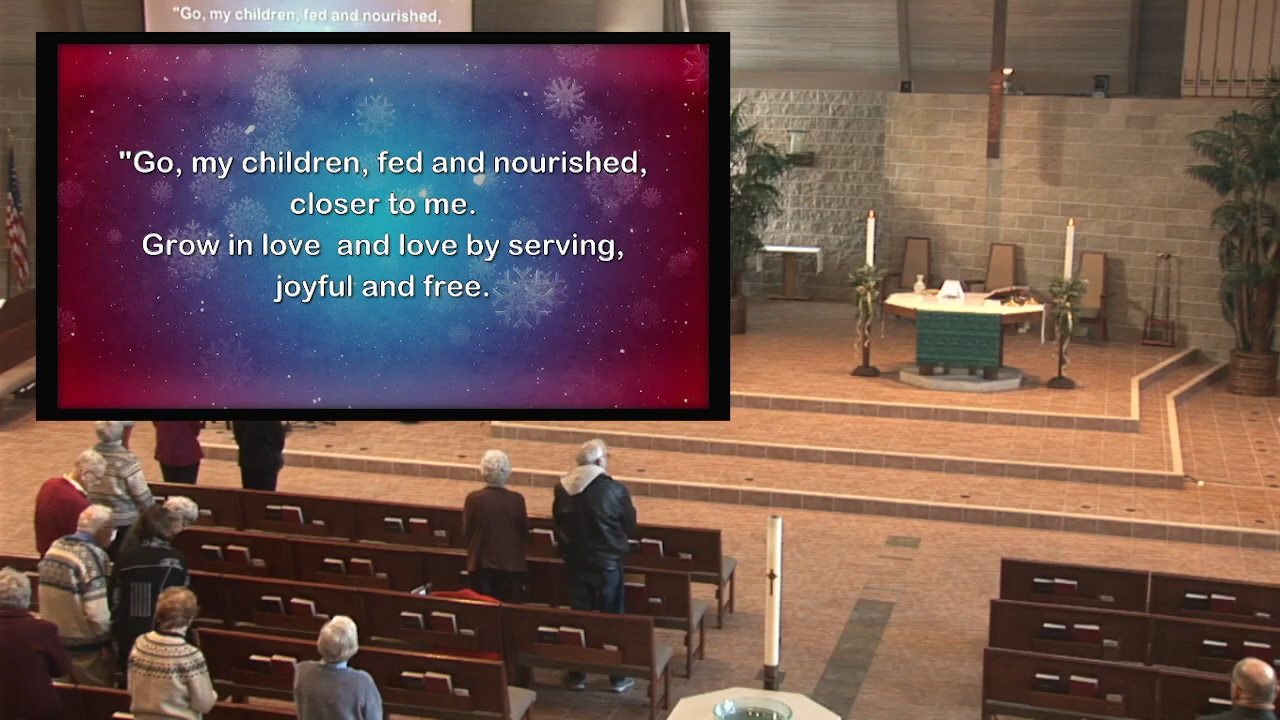 "Go, my children, fed and nourished,
"Go, my children, fed and nourished,
closer to me.
Grow in love  and love by serving,
joyful and free.